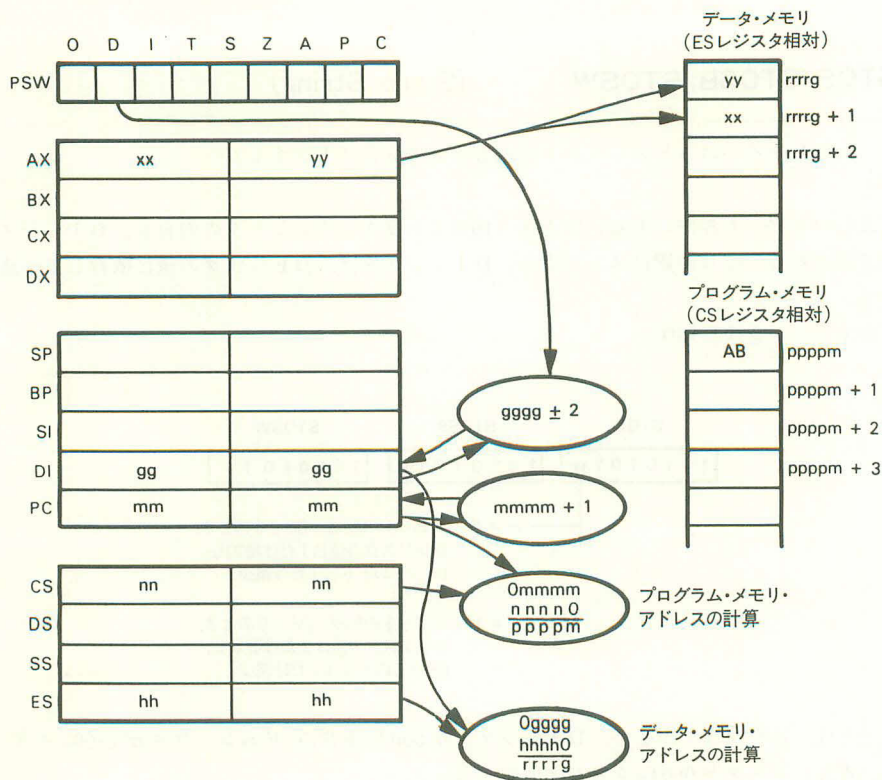 O D I T S Z A P C
PSW
AX xx yy
BX
CX
DX
SP
BP
SI
DI gg gg
PC mm mm
CS nn nn
DS
SS
ES hh hh
gggg ± 2
mmmm + 1
0mmmm
nnnn0
ppppm
プログラム・メモリ・
アドレスの計算
0gggg
hhhh0
rrrrg
データ・メモリ・
アドレスの計算
データ・メモリ
(ESレジスタ相対)
yy rrrrg
xx rrrrg + 1
rrrrg + 2
プログラム・メモリ
(CSレジスタ相対)
AB ppppm
ppppm + 1
ppppm + 2
ppppm + 3